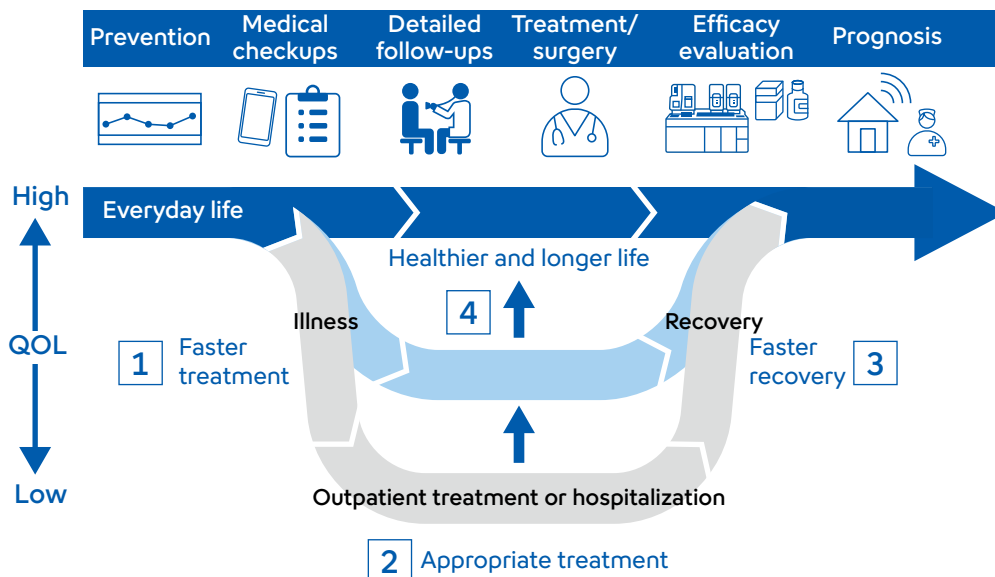 Prevention
Medical
checkups
Detailed
follow-ups
Treatment/
surgery
Efficacy
evaluation
Prognosis
High
Everyday life
Healthier and longer life
4
Illness
Recovery
QOL
1
Faster
treatment
Faster
recovery
3
Low
Outpatient treatment or hospitalization
2
Appropriate treatment